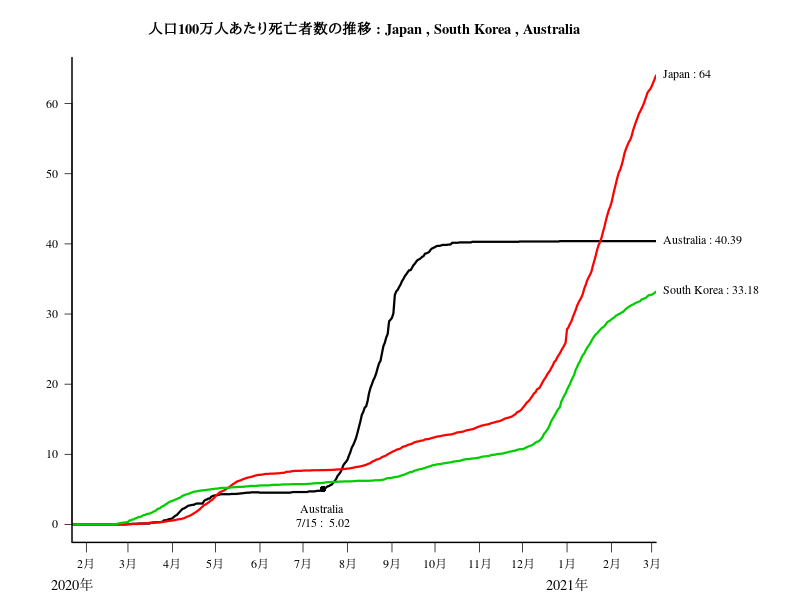 人口100万人あたり死亡者数の推移 : Japan , South Korea , Australia
Japan : 64
60
50
40
Australia : 40.39
South Korea : 33.18
30
20
10
0
Australia
7/15 : 5.02
2月 3月 4月 5月 6月 7月 8月 9月 10月 11月 12月 1月 2月 3月
2020年 2021年